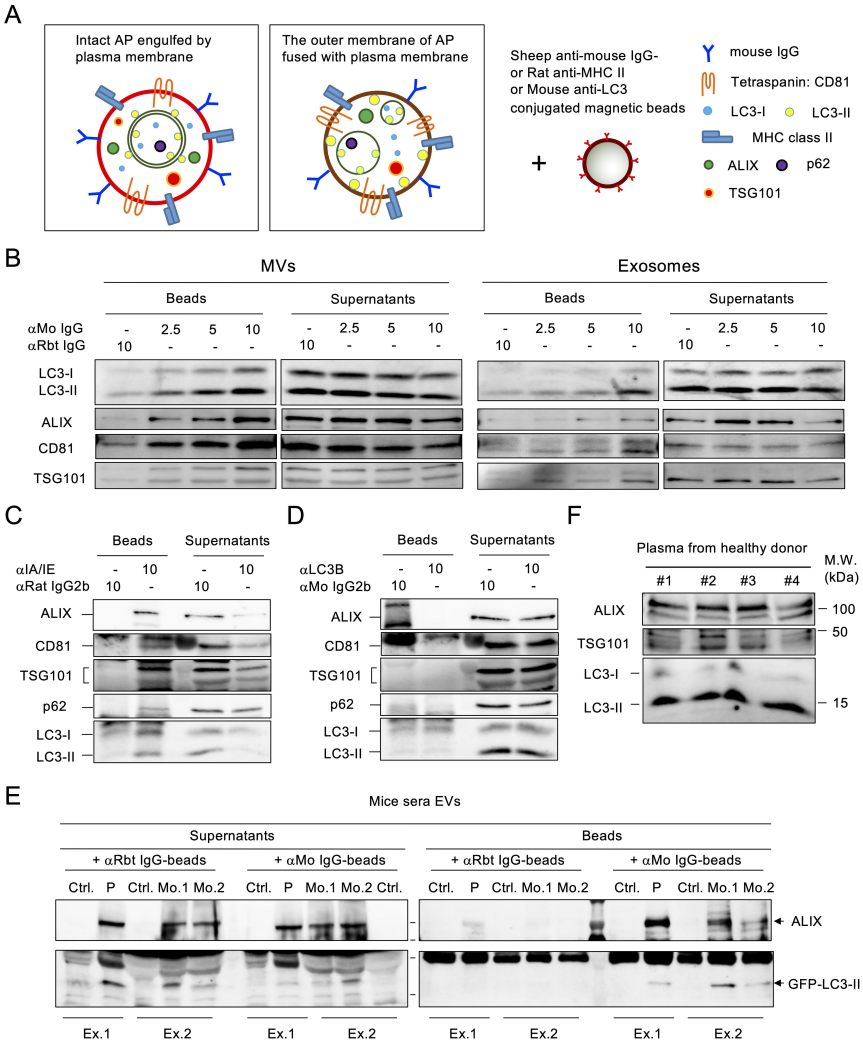 A
Intact AP engulfed by
plasma membrane
The outer membrane of AP
fused with plasma membrane
Sheep anti-mouse IgG-
or Rat anti-MHC II
or Mouse anti-LC3
conjugated magnetic beads
+
mouse IgG
Tetraspanin: CD81
LC3-I LC3-II
MHC class II
ALIX p62
TSG101
B
MVs Exosomes
Beads Supernatants Beads Supernatants
αMo IgG - 2.5 5 10 - 2.5 5 10 - 2.5 5 10 - 2.5 5 10
αRbt IgG 10 - - - 10 - - - 10 - - - 10 - - -
LC3-I
LC3-II
ALIX
CD81
TSG101
C
Beads Supernatants
αIA/IE - 10 - 10
αRat IgG2b 10 - 10 -
ALIX
CD81
TSG101
p62
LC3-I
LC3-II
D
Beads Supernatants
αLC3B - 10 - 10
αMo IgG2b 10 - 10 -
ALIX
CD81
TSG101
p62
LC3-I
LC3-II
F
Plasma from healthy donor
M.W.
(kDa)
#1 #2 #3 #4
ALIX 100
50
TSG101
LC3-I
LC3-II 15
E
Mice sera EVs
Supernatants Beads
+ αRbt IgG-beads + αMo IgG-beads + αRbt IgG-beads + αMo IgG-beads
Ctrl. P Ctrl. Mo.1 Mo.2 Ctrl. P Mo.1 Mo.2 Ctrl. Ctrl. P Ctrl. Mo.1 Mo.2 Ctrl. P Ctrl. Mo.1 Mo.2
ALIX
GFP-LC3-II
Ex.1 Ex.2 Ex.1 Ex.2 Ex.1 Ex.2 Ex.1 Ex.2